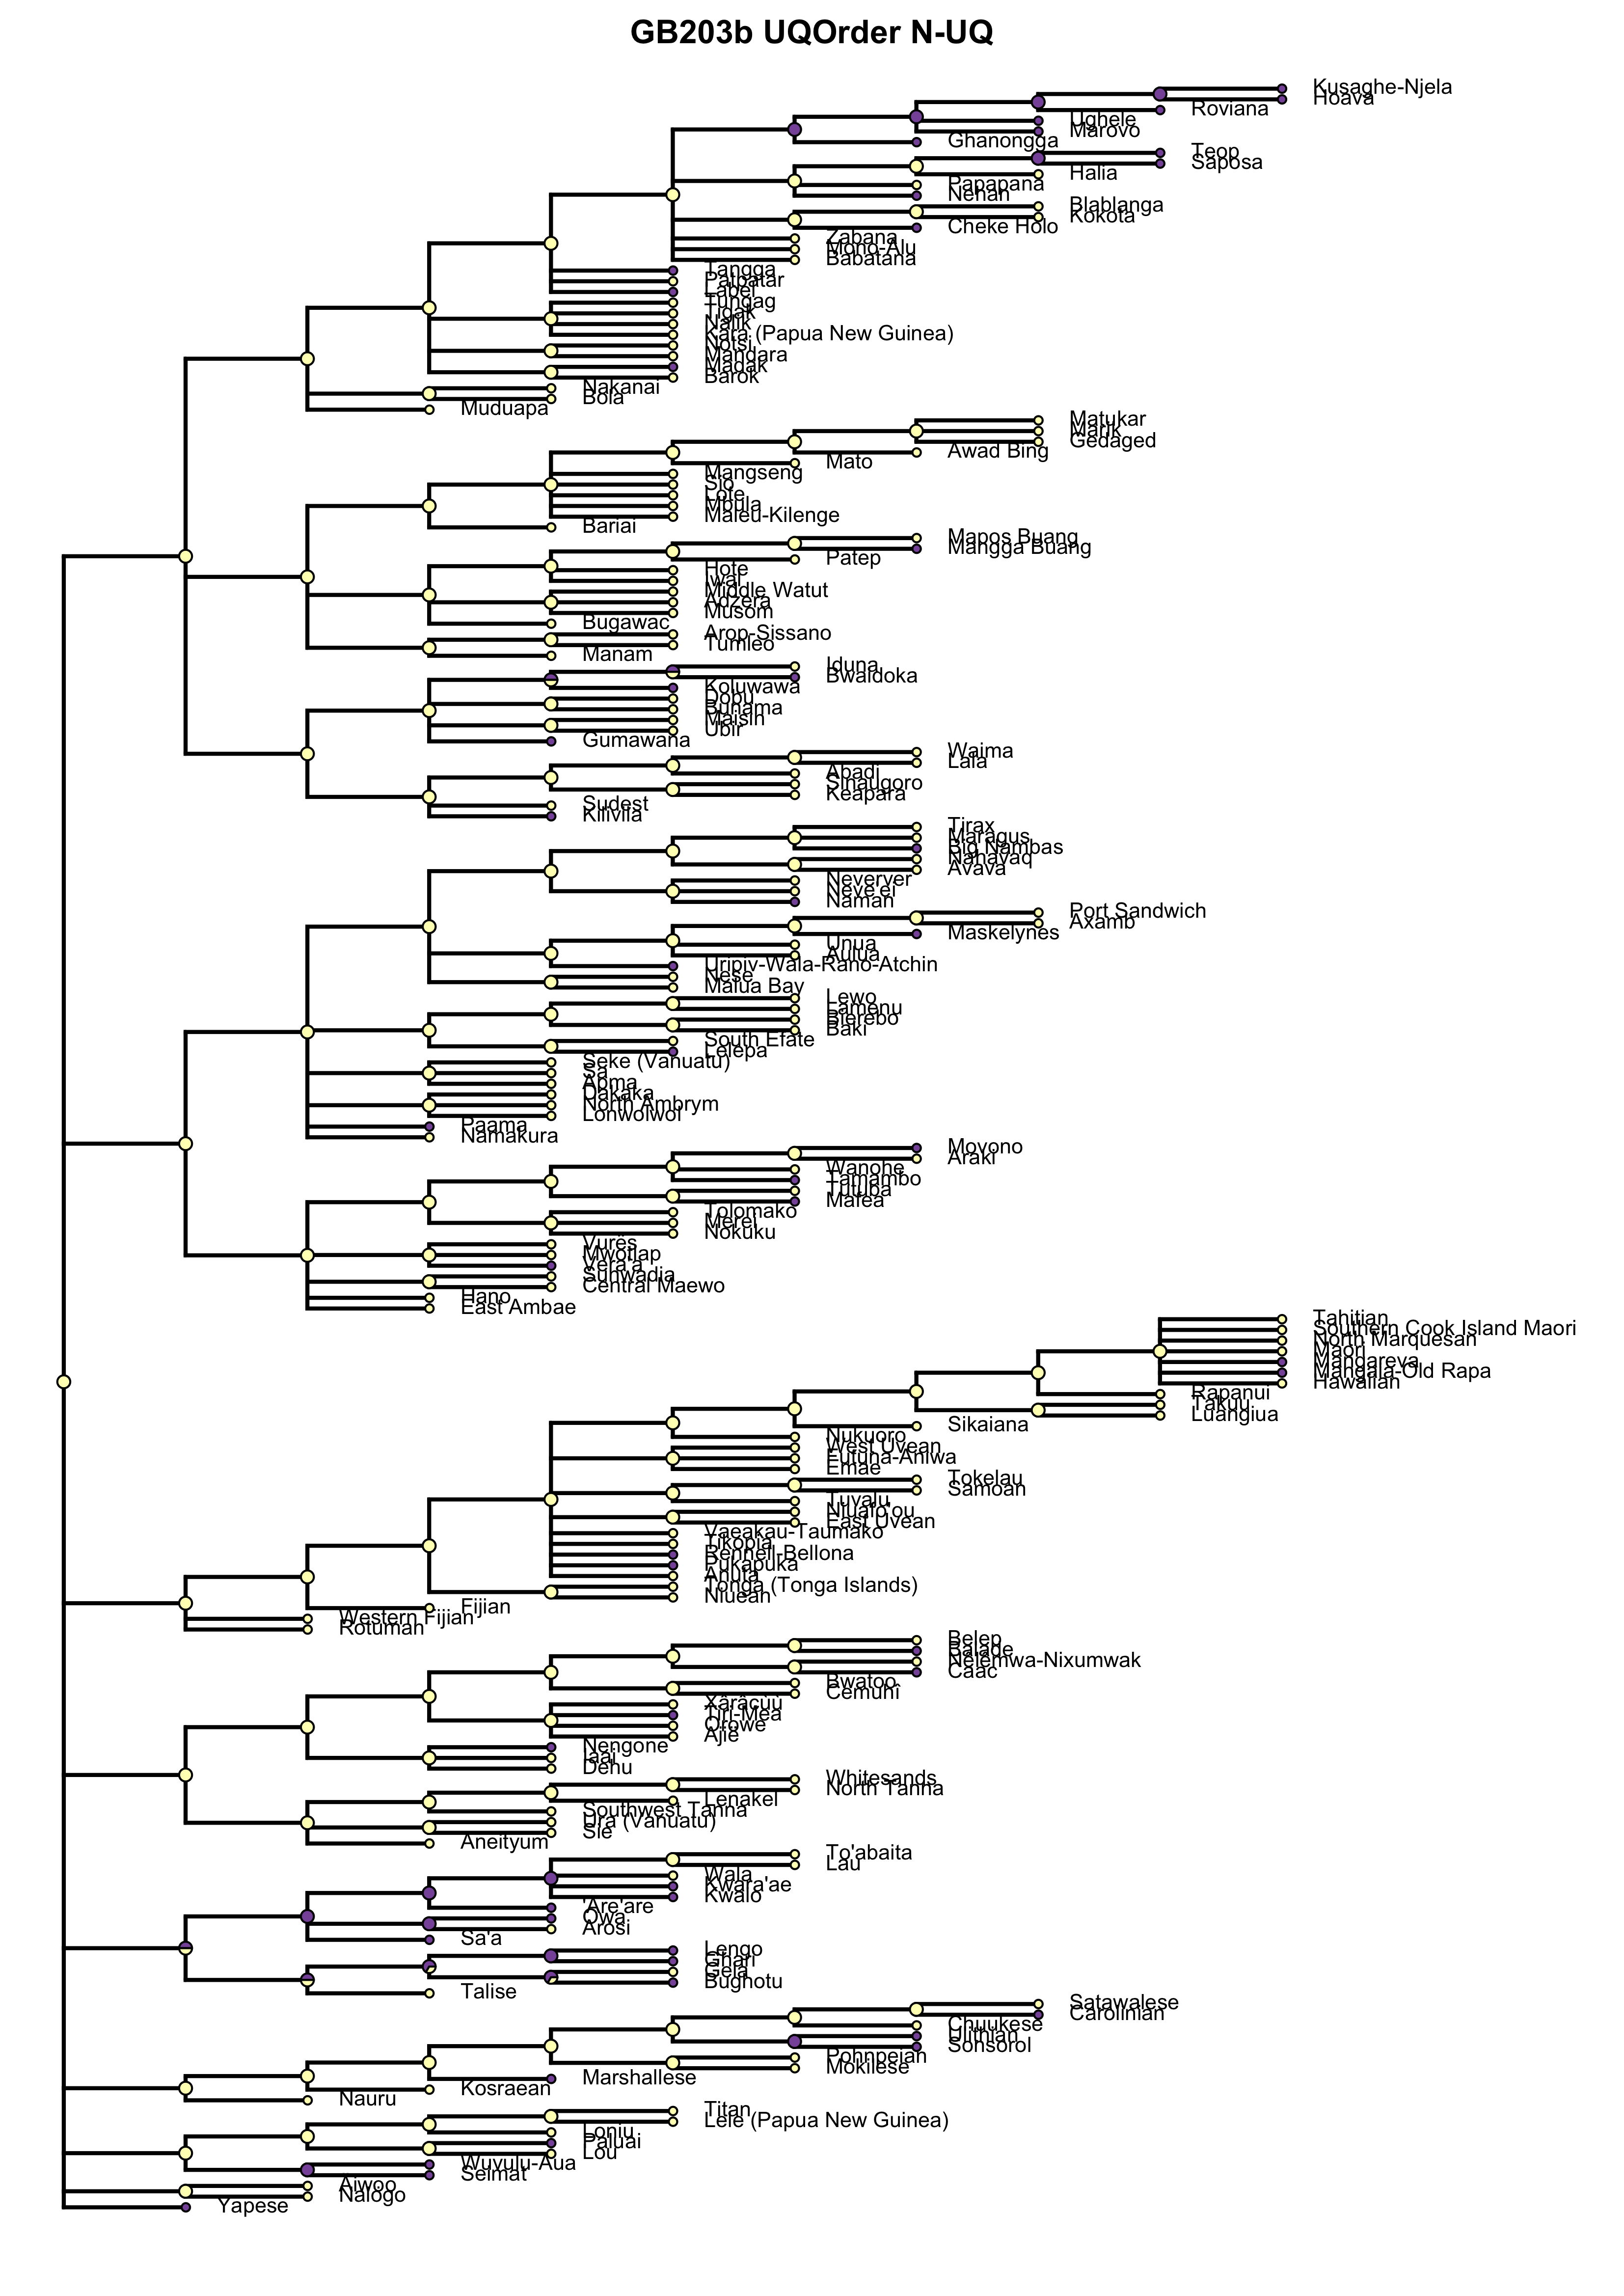 GB203b UQOrder N-UQ
Kusaghe-Njela
Hoava
Roviana
Ughele
Marovo
Ghanongga
Teop
Saposa
Halia
Papapana
Nehan
Blablanga
Kokota
Cheke Holo
Zabana
Mono-Alu
Babatana
Tangga
Patpatar
Label
Tungag
Tigak
Nalik
Kara (Papua New Guinea)
Notsi
Mandara
Madak
Barok
Nakanai
Bola
Muduapa
Matukar
Marik
Gedaged
Awad Bing
Mato
Mangseng
Sio
Lote
Mbula
Maleu-Kilenge
Bariai
Mapos Buang
Mangga Buang
Patep
Hote
Iwal
Middle Watut
Adzera
Musom
Bugawac
Arop-Sissano
Tumleo
Manam
Iduna
Bwaidoka
Koluwawa
Dobu
Bunama
Maisin
Ubir
Gumawana
Waima
Lala
Abadi
Sinaugoro
Keapara
Sudest
Kilivila
Tirax
Maragus
Big Nambas
Nahavaq
Avava
Neverver
Neve'ei
Naman
Port Sandwich
Axamb
Maskelynes
Unua
Aulua
Uripiv-Wala-Rano-Atchin
Nese
Malua Bay
Lewo
Lamenu
Bierebo
Baki
South Efate
Lelepa
Seke (Vanuatu)
Sa
Apma
Dakaka
North Ambrym
Lonwolwol
Paama
Namakura
Movono
Araki
Wanohe
Tamambo
Tutuba
Mafea
Tolomako
Merei
Nokuku
Vurës
Mwotlap
Vera'a
Sunwadia
Central Maewo
Hano
East Ambae
Tahitian
Southern Cook Island Maori
North Marquesan
Maori
Mangareva
Mangaia-Old Rapa
Hawaiian
Rapanui
Takuu
Luangiua
Sikaiana
Nukuoro
West Uvean
Futuna-Aniwa
Emae
Tokelau
Samoan
Tuvalu
Niuafo'ou
East Uvean
Vaeakau-Taumako
Tikopia
Rennell-Bellona
Pukapuka
Anuta
Tonga (Tonga Islands)
Niuean
Fijian
Western Fijian
Rotuman
Belep
Balade
Nelemwa-Nixumwak
Caac
Bwatoo
Cemuhî
Xârâcùù
Tiri-Mea
Orowe
Ajië
Nengone
Iaai
Dehu
Whitesands
North Tanna
Lenakel
Southwest Tanna
Ura (Vanuatu)
Sie
Aneityum
To'abaita
Lau
Wala
Kwara'ae
Kwaio
'Are'are
Owa
Arosi
Sa'a
Lengo
Ghari
Gela
Bughotu
Talise
Satawalese
Carolinian
Chuukese
Ulithian
Sonsorol
Pohnpeian
Mokilese
Marshallese
Kosraean
Nauru
Titan
Lele (Papua New Guinea)
Loniu
Paluai
Lou
Wuvulu-Aua
Seimat
Aiwoo
Nalogo
Yapese